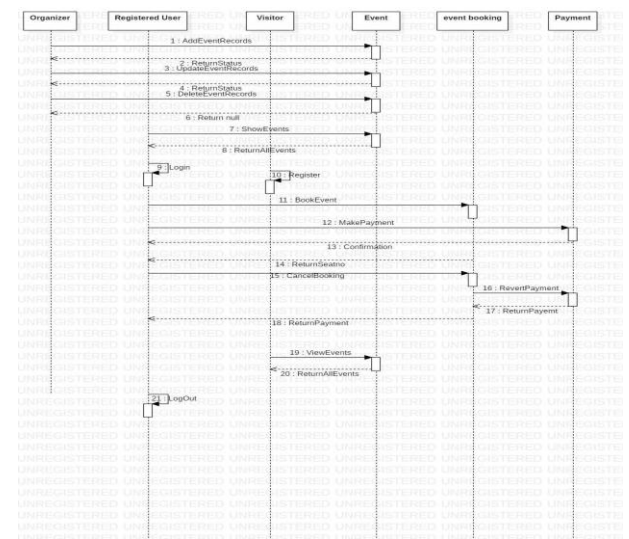 Organizer Registered User Visitor Event event booking Payment
1 : AddEventRecords
2 : ReturnStatus
3 : UpdateEventRecords
4 : ReturnStatus
5 : DeleteEventRecords
6 : Return null
7 : ShowEvents
8 : ReturnAllEvents
9 : Login
10 : Register
11 : BookEvent
12 : MakePayment
13 : Confirmation
14 : ReturnSeatno
15 : CancelBooking
16 : RevertPayment
17 : ReturnPayemt
18 : ReturnPayment
19 : ViewEvents
20 : ReturnAllEvents
21 : LogOut
UNREGISTERED